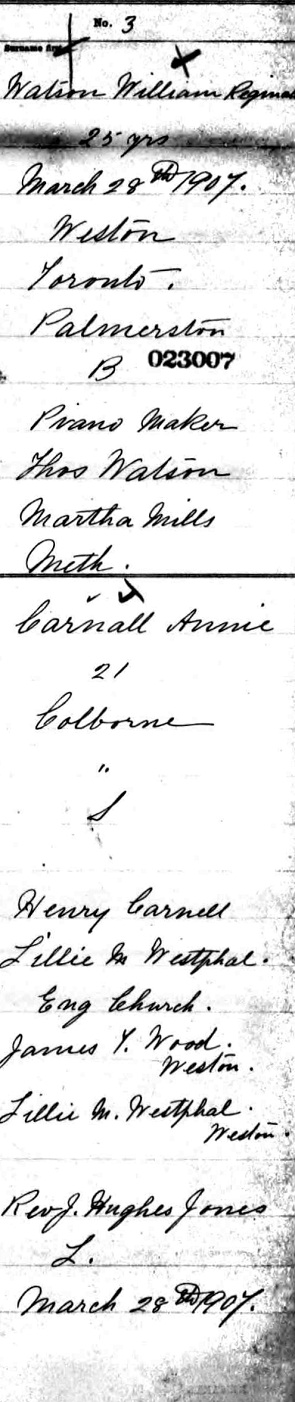 No. 3
Surname
Watson William Regina
25 yrs
March 28th 1907.
Weston
Toronto.
Palmerston
B 023007
Piano Maker
Thos Watson
Martha Mills
Meth.
Carnall Annie
21
Colborne
"
S
Henry Carnell
Lillie M Westphal.
Eng Church.
James Y. Wood.
Weston.
Lillie M. Westphal.
Weston.
Rev J. Hughes Jones
L.
March 28th 1907.